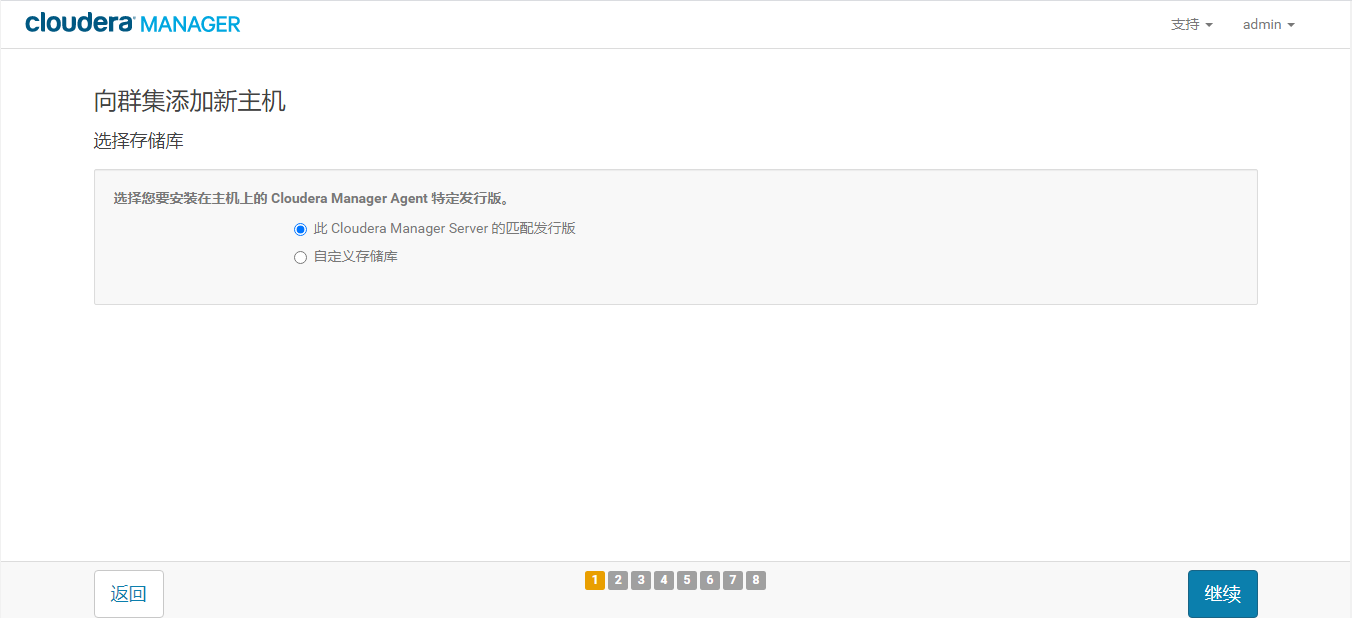 cloudera MANAGER
支持 admin
向群集添加新主机
选择存储库
选择您要安装在主机上的 Cloudera Manager Agent 特定发行版。
此 Cloudera Manager Server 的匹配发行版
自定义存储库
返回 1 2 3 4 5 6 7 8 继续